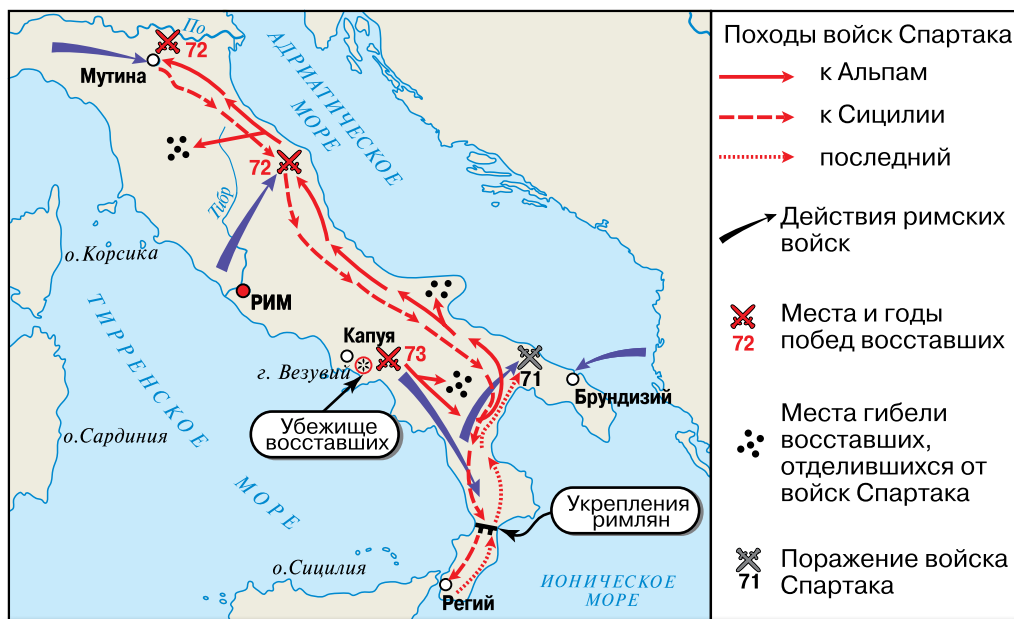 По
72
Мутина
АДРИАТИЧЕСКОЕ
МОРЕ
72
Тибр
о.Корсика
РИМ
ТИРРЕНСКОЕ
МОРЕ
Капуя
73
г. Везувий
71
Брундизий
Убежище
восставших
о.Сардиния
Укрепления
римлян
о.Сицилия
Регий
ИОНИЧЕСКОЕ
МОРЕ
Походы войск Спартака
к Альпам
к Сицилии
последний
Действия римских
войск
Места и годы
побед восставших
72
Места гибели
восставших,
отделившихся от
войск Спартака
Поражение войска
Спартака
71